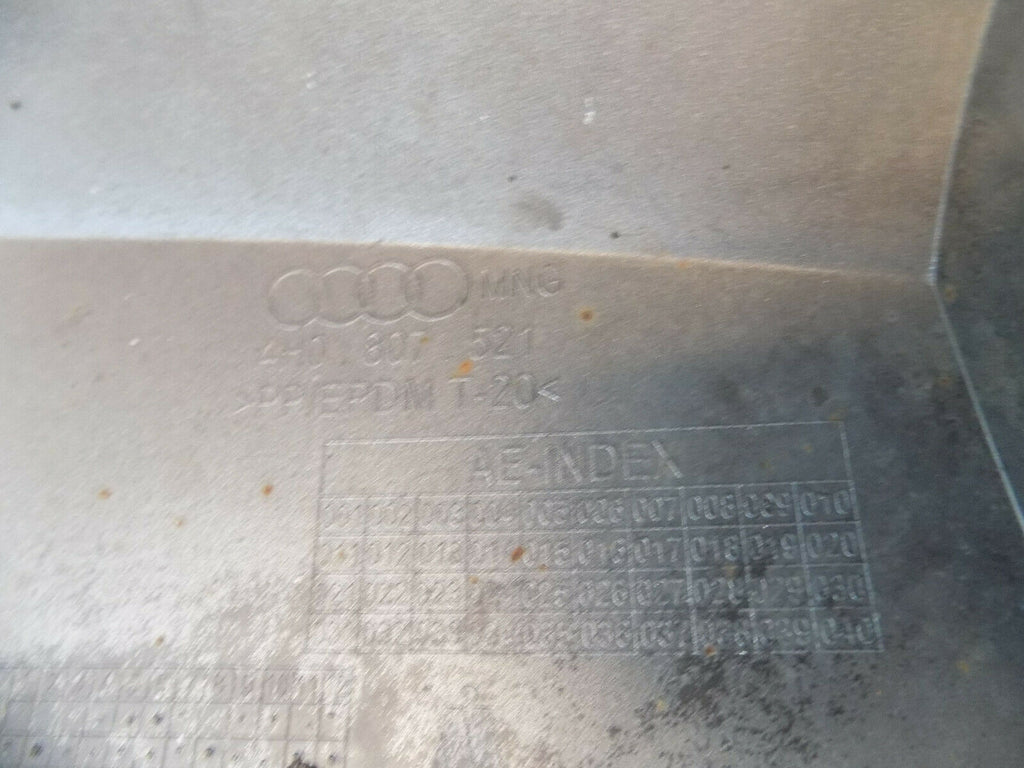 MNG
4H0 807 521
>PP/EPDM T-20<
AE-INDEX
001 002 003 004 005 006 007 008 009 010
011 012 013 014 015 016 017 018 019 020
021 022 023 024 025 026 027 028 029 030
031 032 033 034 035 036 037 038 039 040